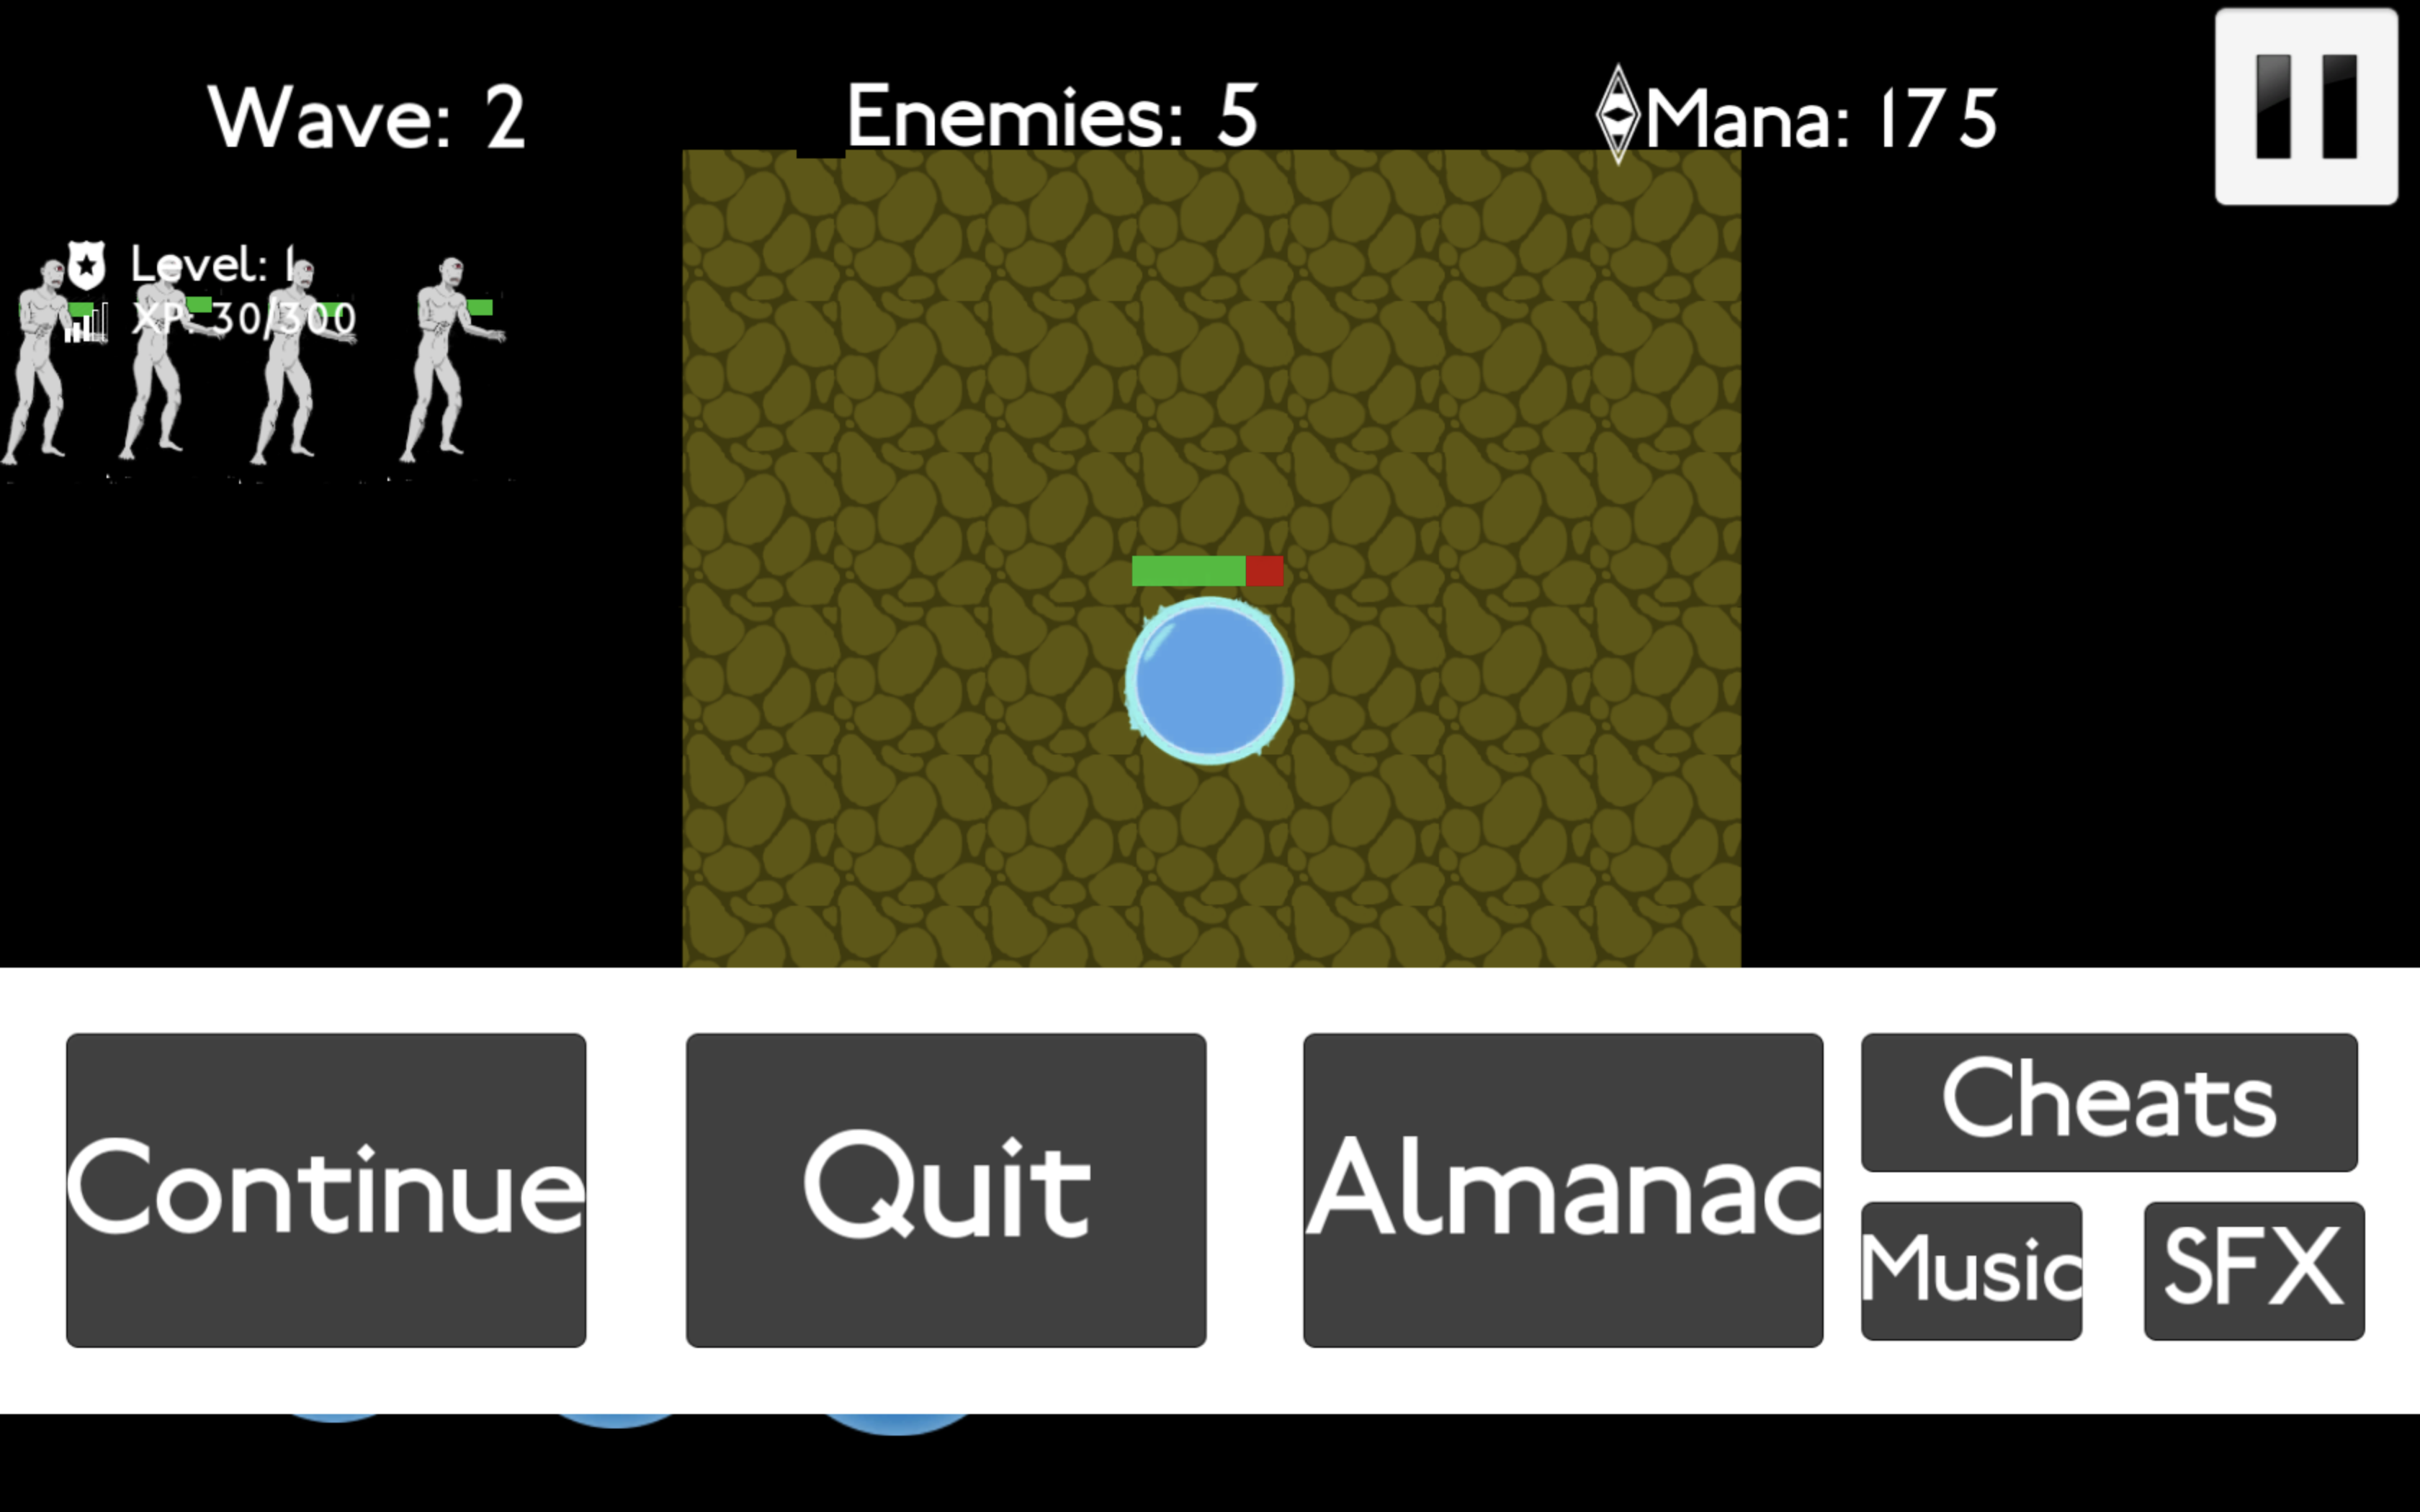 Wave: 2
Enemies: 5
Mana: 175
Level: 1
XP: 30/300
Continue
Quit
Almanac
Cheats
Music
SFX